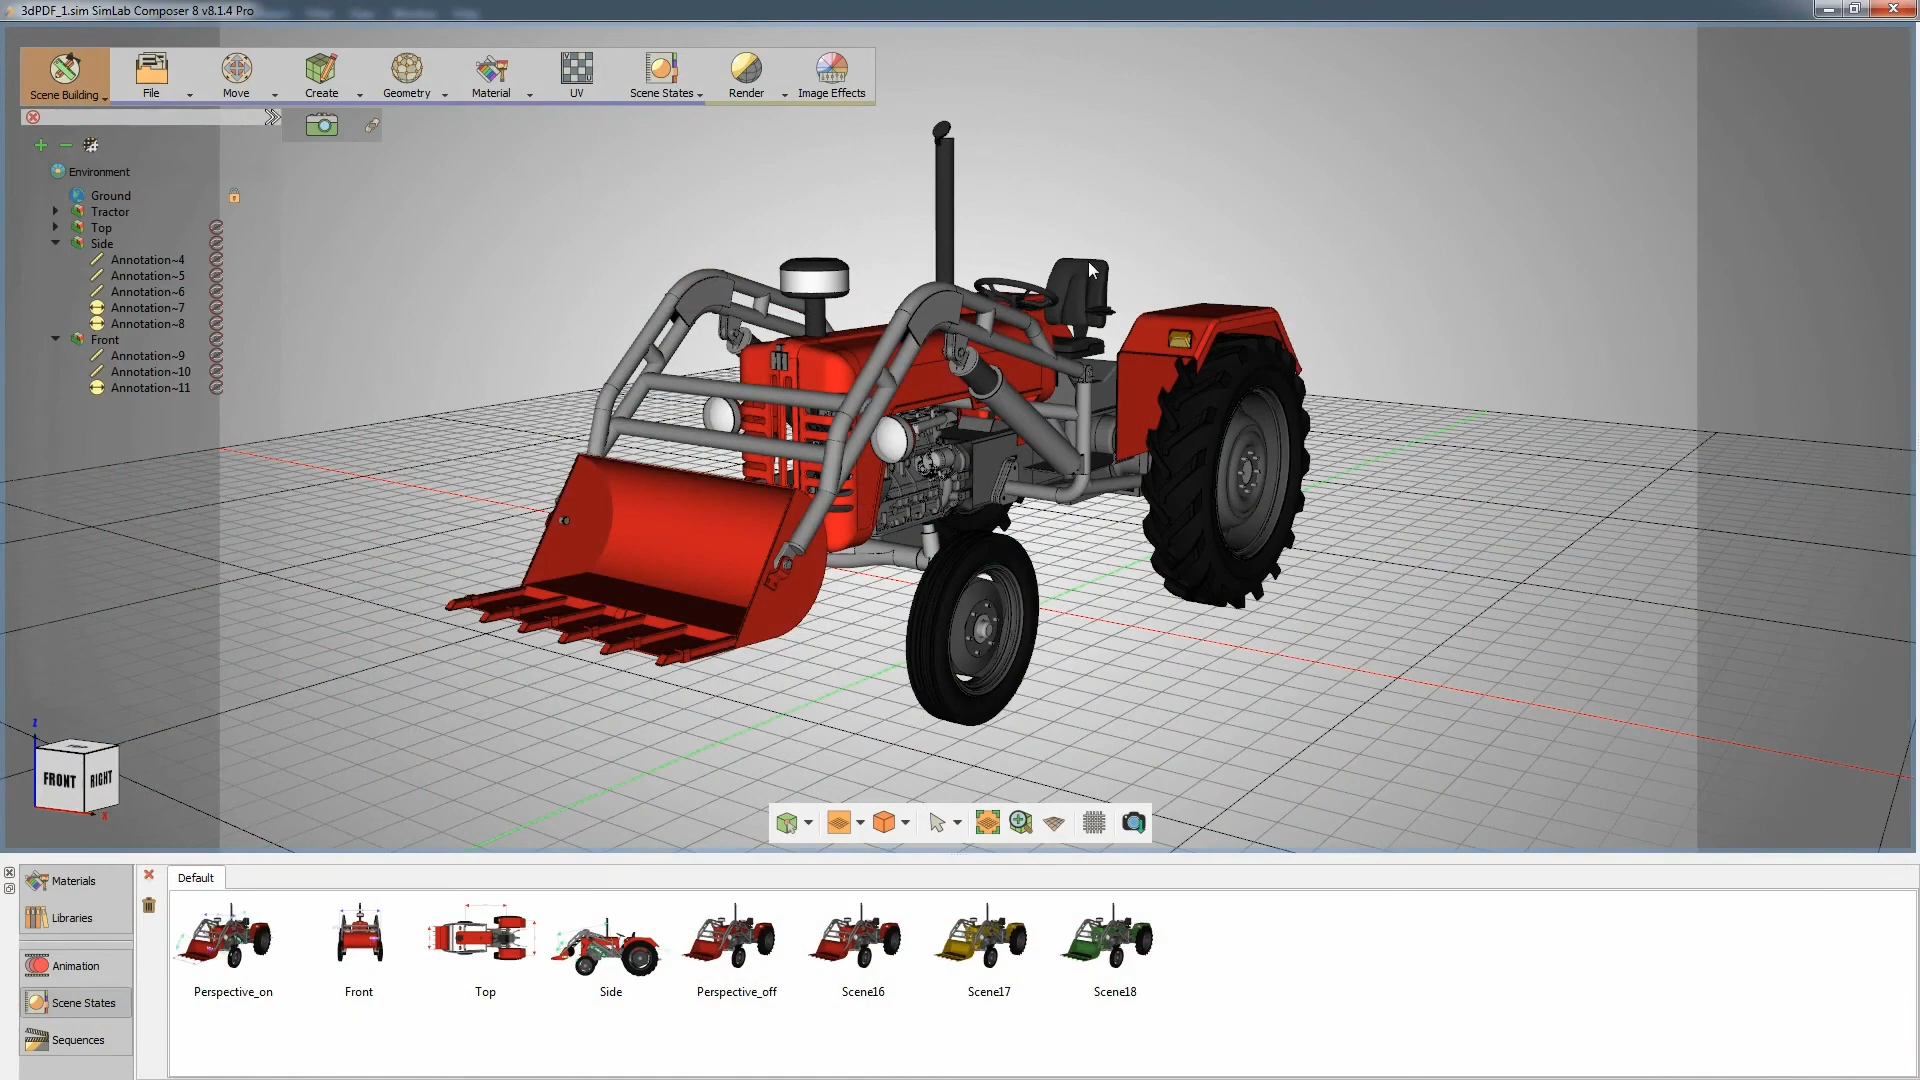 3dPDF_1.sim SimLab Composer 8 v8.1.4 Pro
Scene Building
File
Move
Create
Geometry
Material
UV
Scene States
Render
Image Effects
Environment
Ground
Tractor
Top
Side
Annotation~4
Annotation~5
Annotation~6
Annotation~7
Annotation~8
Front
Annotation~9
Annotation~10
Annotation~11
Z
FRONT RIGHT
X
Materials
Libraries
Animation
Scene States
Sequences
Default
Perspective_on
Front
Top
Side
Perspective_off
Scene16
Scene17
Scene18